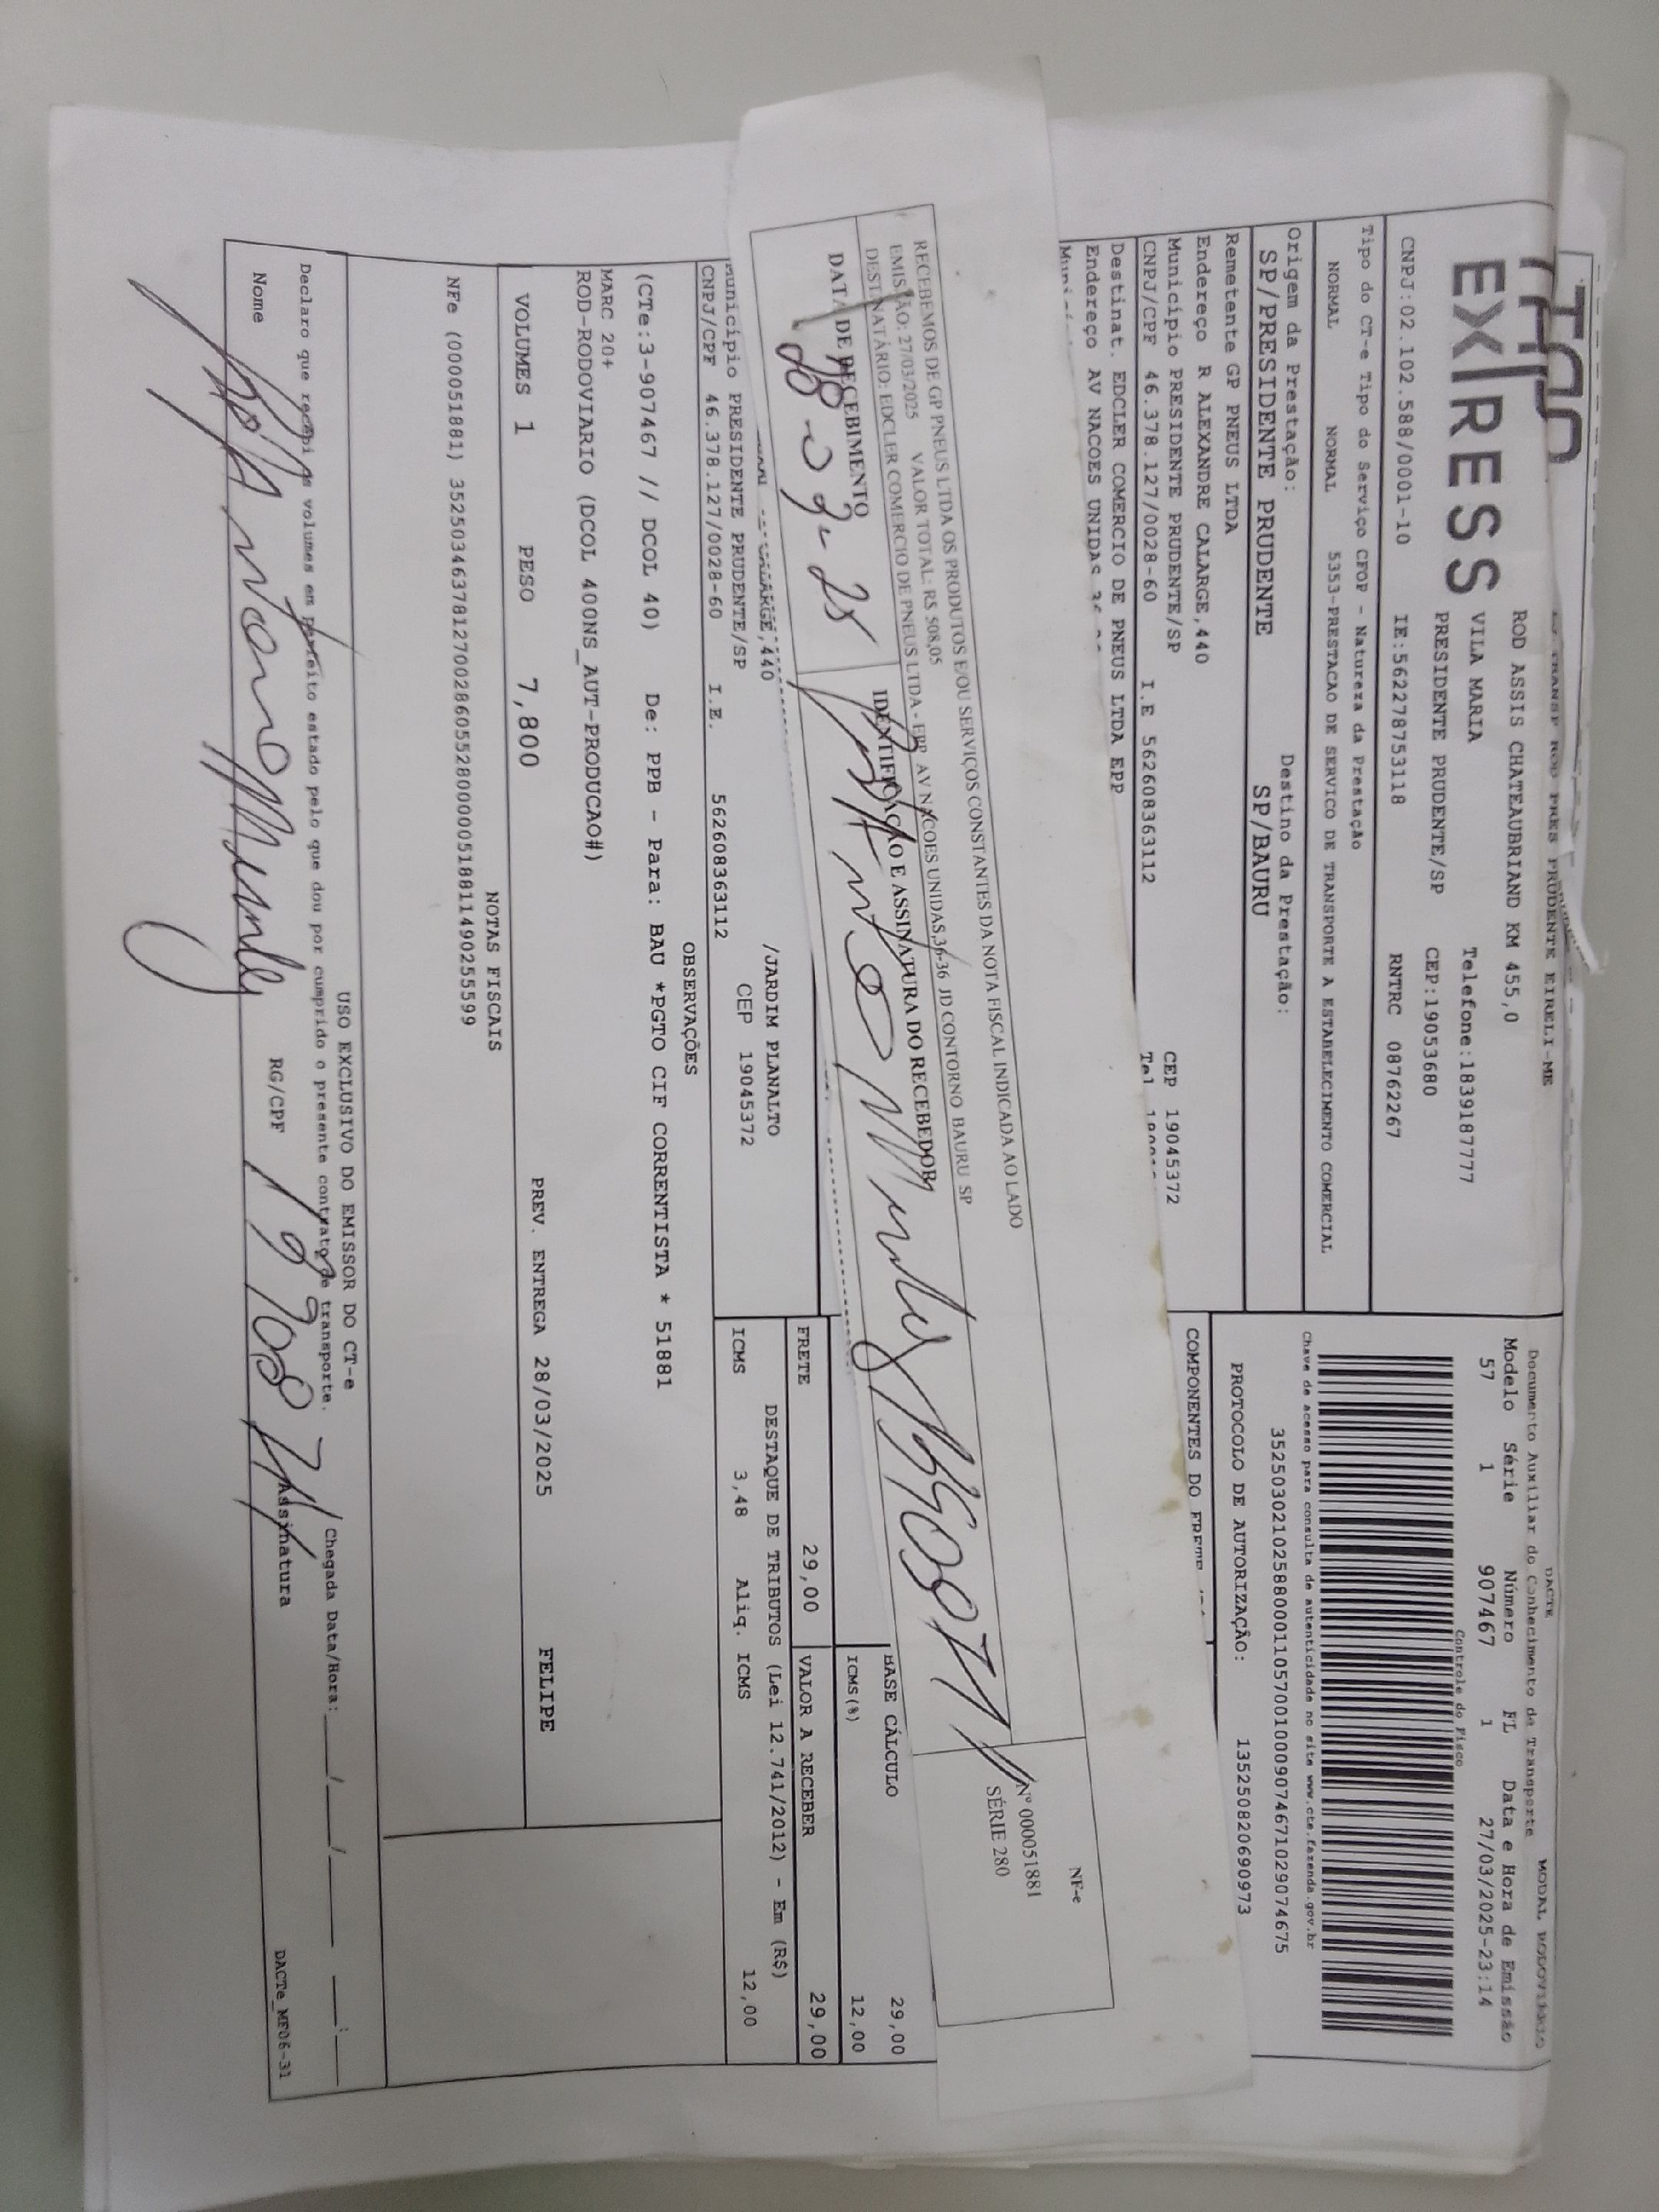 EXPRESS
ROD ASSIS CHATEAUBRIAND KM 455,0
VILA MARIA Telefone:1839187777
PRESIDENTE PRUDENTE/SP CEP:19053680
CNPJ:02.102.588/0001-10 IE:562278753118 RNTRC 08762267
Tipo do CT-e Tipo do Serviço CFOP - Natureza da Prestação
NORMAL NORMAL 5353-PRESTACAO DE SERVICO DE TRANSPORTE A ESTABELECIMENTO COMERCIAL
Origem da Prestação: Destino da Prestação:
SP/PRESIDENTE PRUDENTE SP/BAURU
Remetente GP PNEUS LTDA
Endereço R ALEXANDRE CALARGE,440
Município PRESIDENTE PRUDENTE/SP CEP 19045372
CNPJ/CPF 46.378.127/0028-60 I.E 562608363112 Tel
Destinat. EDCLER COMERCIO DE PNEUS LTDA EPP
Endereço AV NACOES UNIDAS
DACTE MODAL RODOVIARIO
Documento Auxiliar do Conhecimento de Transporte
Modelo Série Número FL Data e Hora de Emissão
57 1 907467 1 27/03/2025-23:14
Controle do Fisco
Chave de acesso para consulta de autenticidade no site www.cte.fazenda.gov.br
35250302102588000110570010009074671029074675
PROTOCOLO DE AUTORIZAÇÃO: 135250820690973
COMPONENTES DO FRETE
RECEBEMOS DE GP PNEUS LTDA OS PRODUTOS E/OU SERVIÇOS CONSTANTES DA NOTA FISCAL INDICADA AO LADO
EMISSÃO: 27/03/2025 VALOR TOTAL: R$ 508,05
DESTINATÁRIO: EDCLER COMERCIO DE PNEUS LTDA - EPP AV NACOES UNIDAS,36-36 JD CONTORNO BAURU SP
DATA DE RECEBIMENTO IDENTIFICAÇÃO E ASSINATURA DO RECEBEDOR
NF-e
Nº 000051881
SÉRIE 280
BASE CÁLCULO 29,00
ICMS(%) 12,00
FRETE 29,00 VALOR A RECEBER 29,00
DESTAQUE DE TRIBUTOS (Lei 12.741/2012) - Em (R$)
ICMS 3,48 Aliq. ICMS 12,00
,440 /JARDIM PLANALTO
Município PRESIDENTE PRUDENTE/SP CEP 19045372
CNPJ/CPF 46.378.127/0028-60 I.E. 562608363112
OBSERVAÇÕES
(CTe:3-907467 // DCOL 40) De: PPB - Para: BAU *PGTO CIF CORRENTISTA * 51881
MARC 20+
ROD-RODOVIARIO (DCOL 400NS_AUT-PRODUCAO#)
VOLUMES 1 PESO 7,800 PREV. ENTREGA 28/03/2025 FELIPE
NOTAS FISCAIS
NFe (000051881) 35250346378127002860552800000518811490255599
USO EXCLUSIVO DO EMISSOR DO CT-e
Declaro que recebi os volumes em perfeito estado pelo que dou por cumprido o presente contrato de transporte.
Chegada Data/Hora:____/____/____ ___:___
Nome RG/CPF Assinatura
DACTe_MF06-31